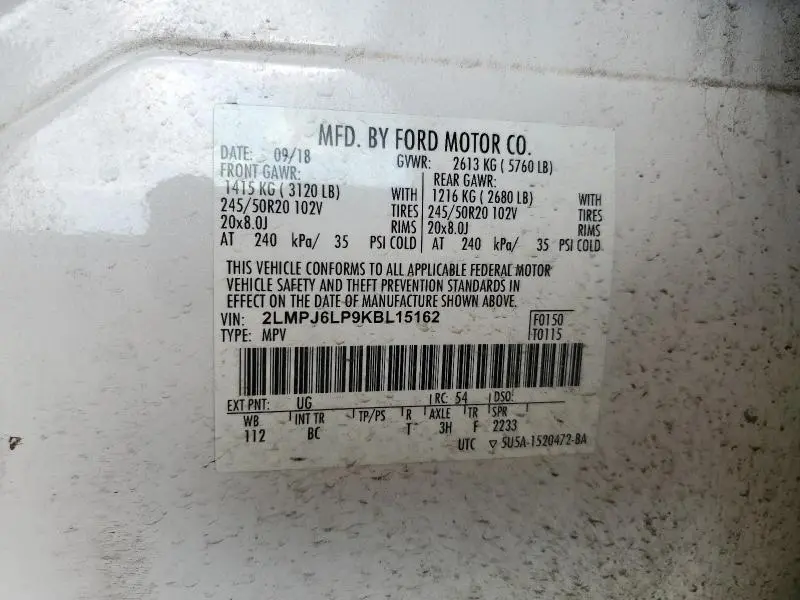 MFD. BY FORD MOTOR CO.
DATE: 09/18 GVWR: 2613 KG ( 5760 LB)
FRONT GAWR: REAR GAWR:
1415 KG ( 3120 LB) WITH 1216 KG ( 2680 LB) WITH
245/50R20 102V TIRES 245/50R20 102V TIRES
20x8.0J RIMS 20x8.0J RIMS
AT 240 kPa/ 35 PSI COLD AT 240 kPa/ 35 PSI COLD
THIS VEHICLE CONFORMS TO ALL APPLICABLE FEDERAL MOTOR
VEHICLE SAFETY AND THEFT PREVENTION STANDARDS IN
EFFECT ON THE DATE OF MANUFACTURE SHOWN ABOVE.
VIN: 2LMPJ6LP9KBL15162 F0150
TYPE: MPV T0115
EXT PNT: UG RC: 54 DSO:
WB INT TR TP/PS R AXLE TR SPR
112 BC T 3H F 2233
UTC ▽ 5U5A-1520472-BA